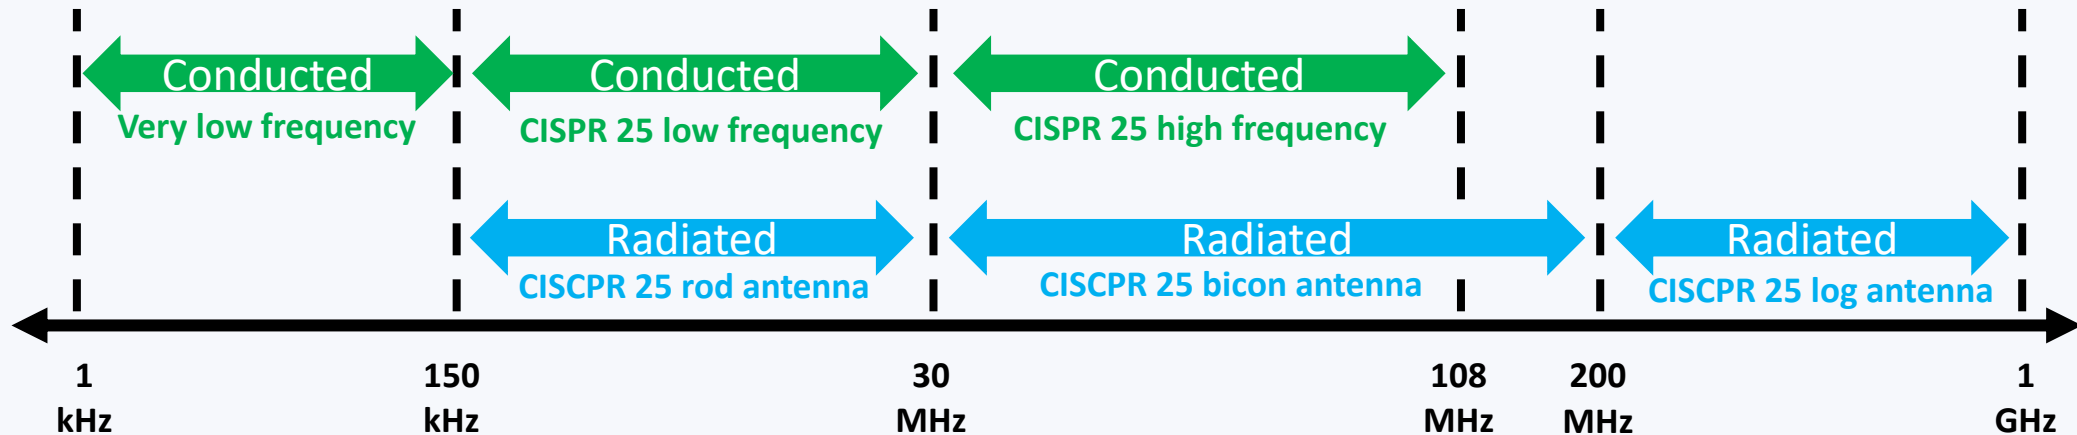 Conducted
Very low frequency
Conducted
CISPR 25 low frequency
Conducted
CISPR 25 high frequency
Radiated
CISCPR 25 rod antenna
Radiated
CISCPR 25 bicon antenna
Radiated
CISCPR 25 log antenna
1
kHz
150
kHz
30
MHz
108
MHz
200
MHz
1
GHz